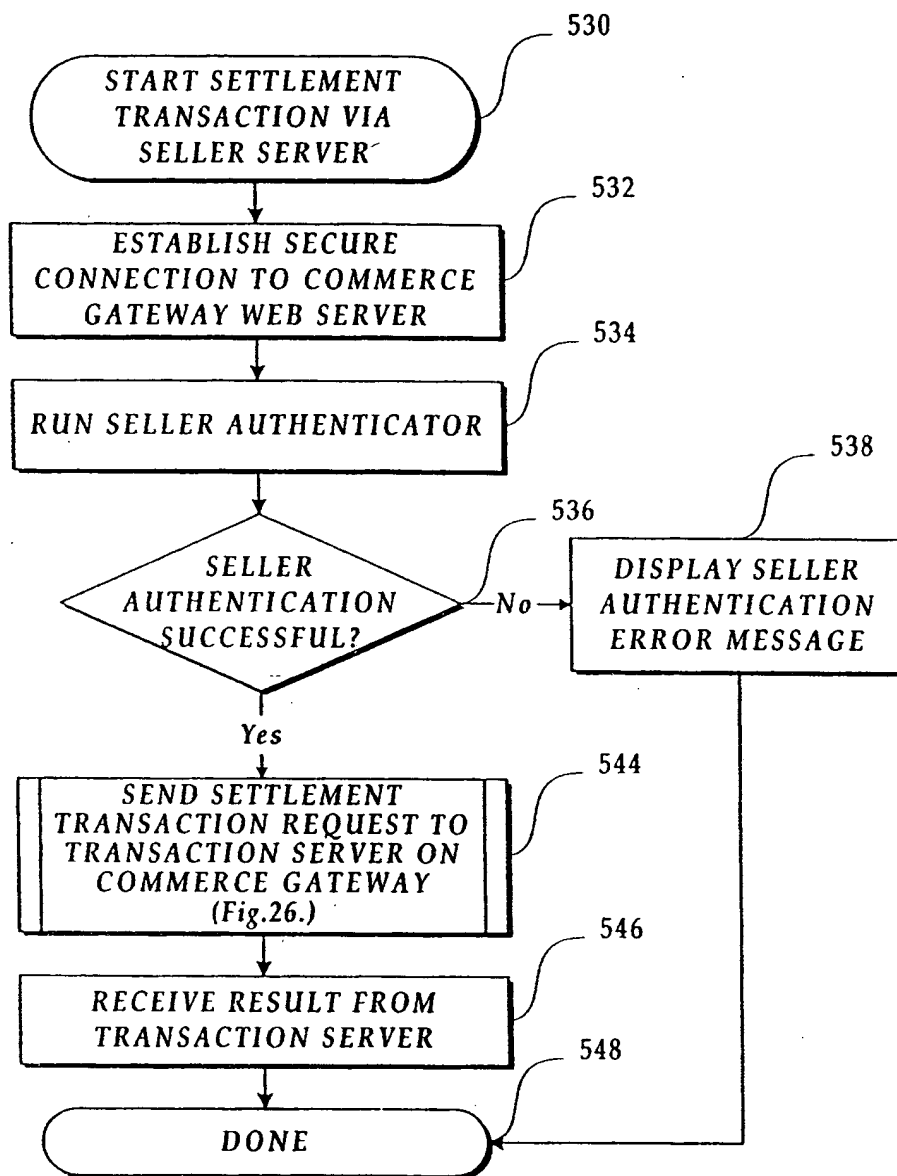 530
START SETTLEMENT
TRANSACTION VIA
SELLER SERVER
532
ESTABLISH SECURE
CONNECTION TO COMMERCE
GATEWAY WEB SERVER
534
RUN SELLER AUTHENTICATOR
538
536
SELLER
AUTHENTICATION
SUCCESSFUL?
No
DISPLAY SELLER
AUTHENTICATION
ERROR MESSAGE
Yes
544
SEND SETTLEMENT
TRANSACTION REQUEST TO
TRANSACTION SERVER ON
COMMERCE GATEWAY
(Fig.26.)
546
RECEIVE RESULT FROM
TRANSACTION SERVER
548
DONE